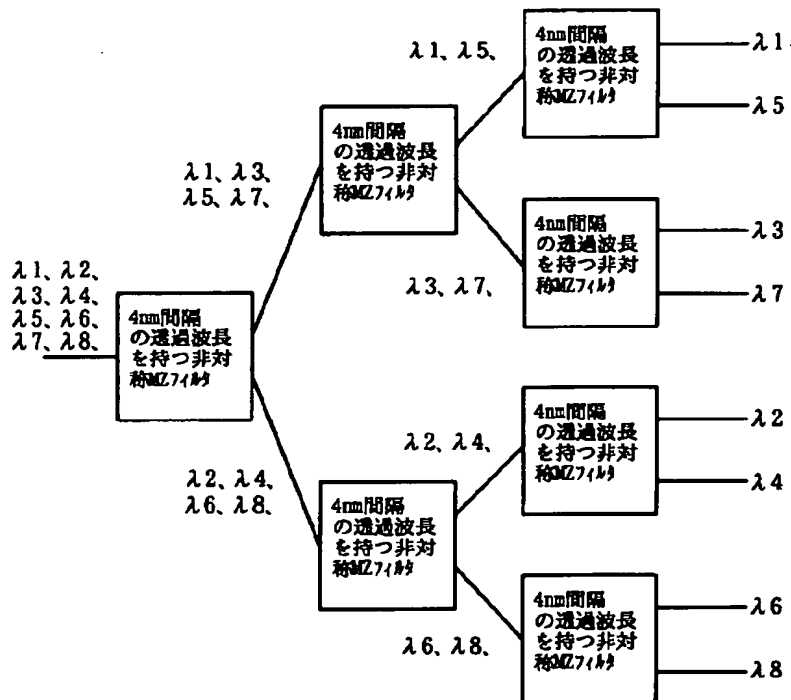 λ1、λ2、
λ3、λ4、
λ5、λ6、
λ7、λ8、
4nm間隔
の透過波長
を持つ非対
称MZフィルタ
λ1、λ3、
λ5、λ7、
λ2、λ4、
λ6、λ8、
4nm間隔
の透過波長
を持つ非対
称MZフィルタ
4nm間隔
の透過波長
を持つ非対
称MZフィルタ
λ1、λ5、
λ3、λ7、
λ2、λ4、
λ6、λ8、
4nm間隔
の透過波長
を持つ非対
称MZフィルタ
λ1
λ5
4nm間隔
の透過波長
を持つ非対
称MZフィルタ
λ3
λ7
4nm間隔
の透過波長
を持つ非対
称MZフィルタ
λ2
λ4
4nm間隔
の透過波長
を持つ非対
称MZフィルタ
λ6
λ8